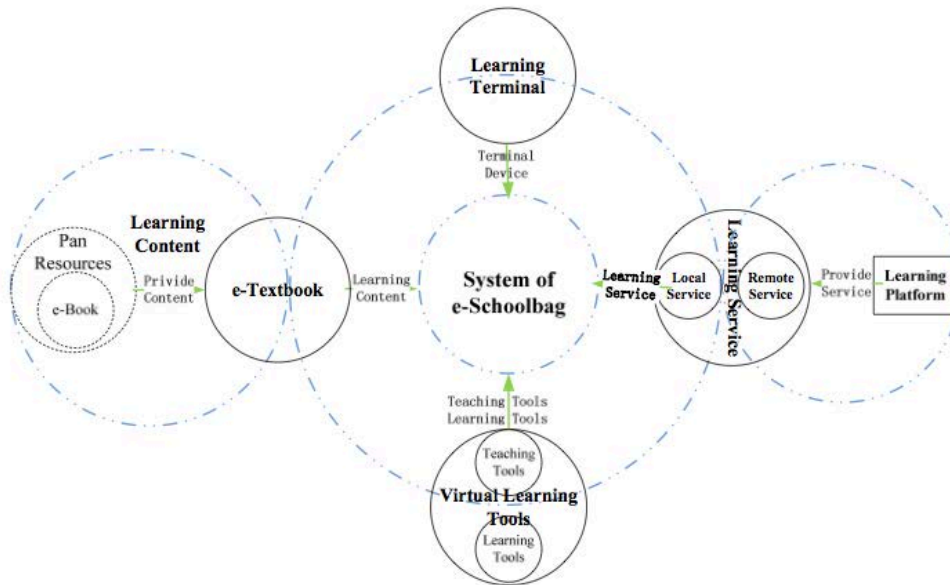 Learning
Terminal
Terminal
Device
Learning
Content
Pan
Resources
e-Book
Privide
Content
e-Textbook
Learning
Content
System of
e-Schoolbag
Learning
Service
Local
Service
Learning Service
Remote
Service
Provide
Service
Learning
Platform
Teaching Tools
Learning Tools
Teaching
Tools
Virtual Learning
Tools
Learning
Tools